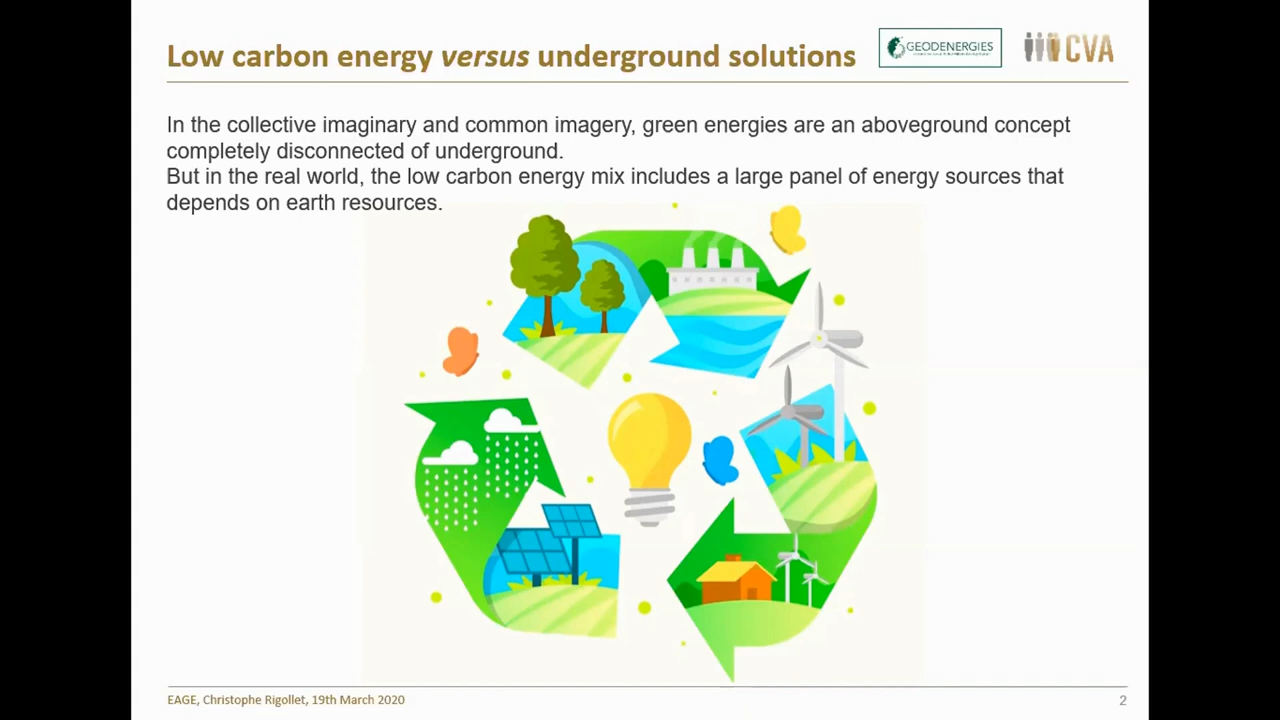 Low carbon energy versus underground solutions
GEODENERGIES
CVA
In the collective imaginary and common imagery, green energies are an aboveground concept
completely disconnected of underground.
But in the real world, the low carbon energy mix includes a large panel of energy sources that
depends on earth resources.
EAGE, Christophe Rigollet, 19th March 2020
2